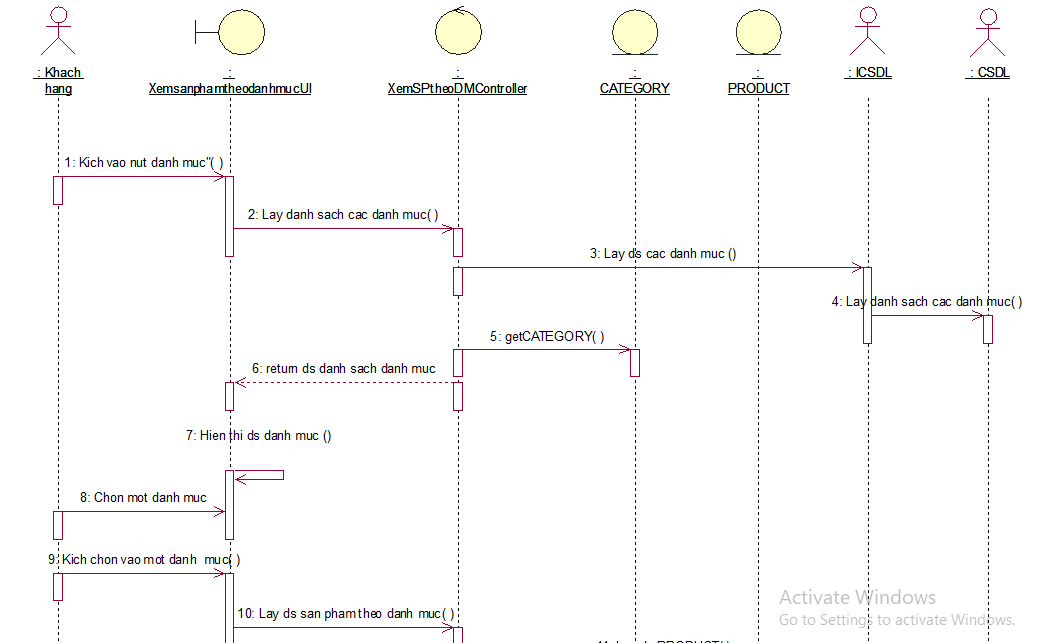 : Khach
hang
:
XemsanphamtheodanhmucUI
:
XemSPtheoDMController
:
CATEGORY
:
PRODUCT
: ICSDL
: CSDL
1: Kich vao nut danh muc"( )
2: Lay danh sach cac danh muc( )
3: Lay ds cac danh muc ()
4: Lay danh sach cac danh muc( )
5: getCATEGORY( )
6: return ds danh sach danh muc
7: Hien thi ds danh muc ()
8: Chon mot danh muc
9: Kich chon vao mot danh muc( )
10: Lay ds san pham theo danh muc( )
Activate Windows
Go to Settings to activate Windows.